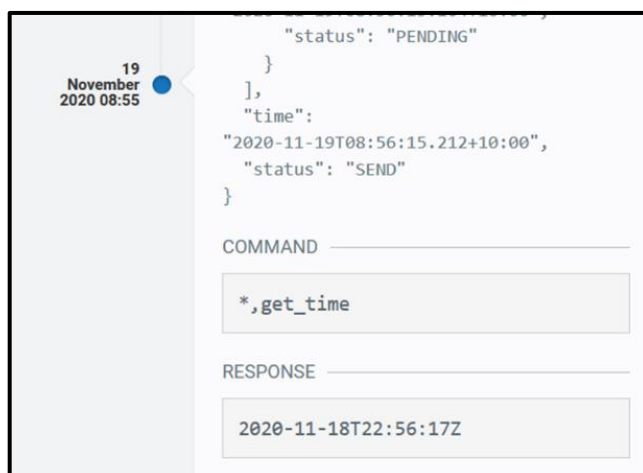 "status": "PENDING"
}
],
"time":
"2020-11-19T08:56:15.212+10:00",
"status": "SEND"
}
19
November
2020 08:55
COMMAND
*,get_time
RESPONSE
2020-11-18T22:56:17Z